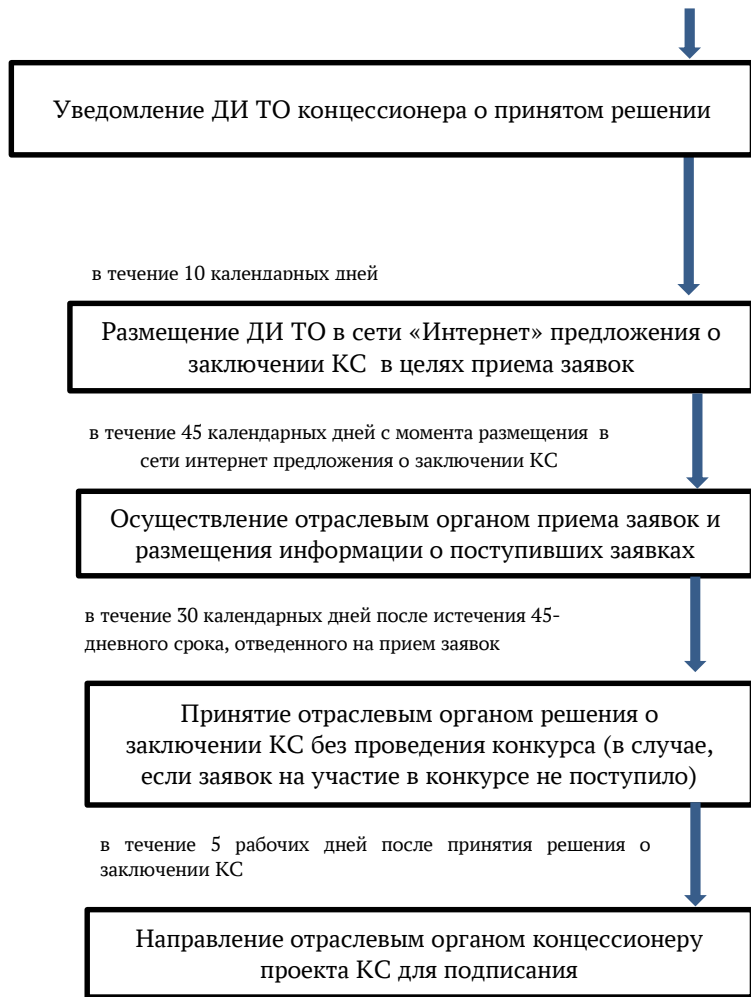 Уведомление ДИ ТО концессионера о принятом решении
в течение 10 календарных дней
Размещение ДИ ТО в сети «Интернет» предложения о
заключении КС в целях приема заявок
в течение 45 календарных дней с момента размещения в
сети интернет предложения о заключении КС
Осуществление отраслевым органом приема заявок и
размещения информации о поступивших заявках
в течение 30 календарных дней после истечения 45-
дневного срока, отведенного на прием заявок
Принятие отраслевым органом решения о
заключении КС без проведения конкурса (в случае,
если заявок на участие в конкурсе не поступило)
в течение 5 рабочих дней после принятия решения о
заключении КС
Направление отраслевым органом концессионеру
проекта КС для подписания